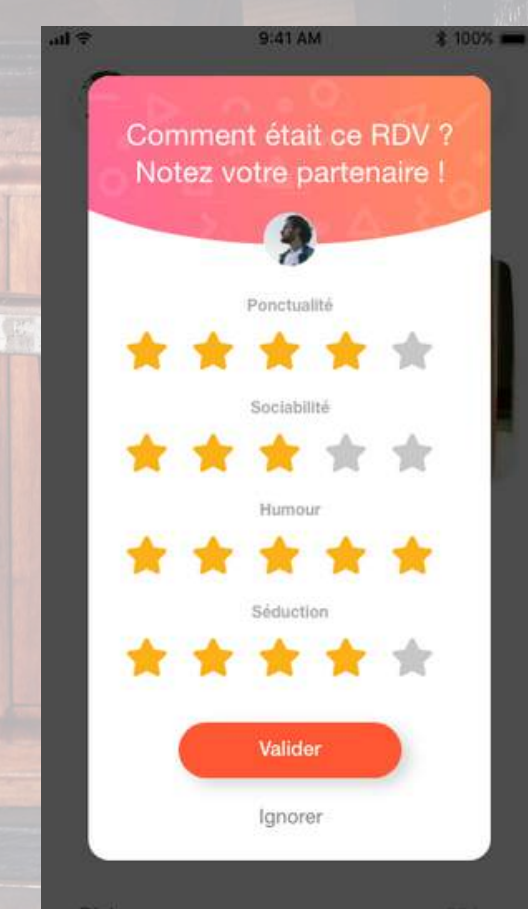 9:41 AM
100%
Comment était ce RDV ?
Notez votre partenaire !
Ponctualité
Sociabilité
Humour
Séduction
Valider
Ignorer